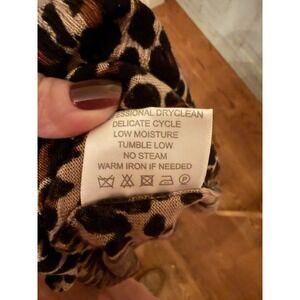 ESSIONAL DRYCLEAN
DELICATE CYCLE
LOW MOISTURE
TUMBLE LOW
NO STEAM
WARM IRON IF NEEDED